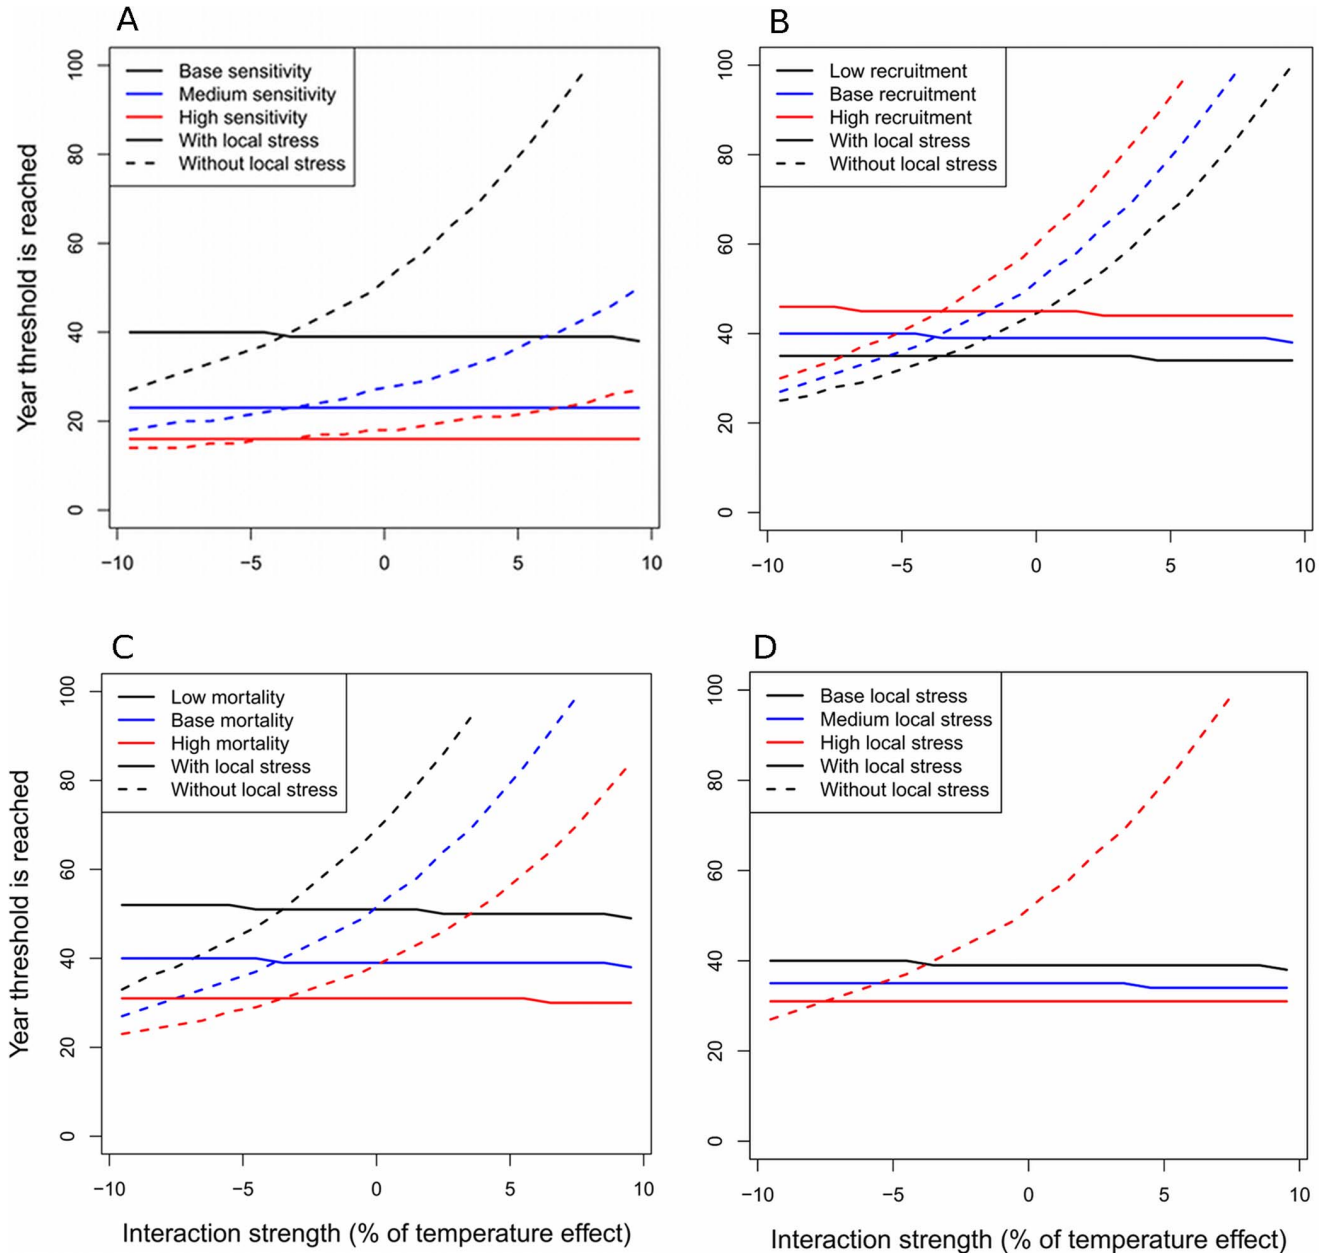 A
Base sensitivity
Medium sensitivity
High sensitivity
With local stress
Without local stress
Year threshold is reached
100
80
60
40
20
0
−10
−5
0
5
10
B
Low recruitment
Base recruitment
High recruitment
With local stress
Without local stress
100
80
60
40
20
0
−10
−5
0
5
10
C
Low mortality
Base mortality
High mortality
With local stress
Without local stress
Year threshold is reached
100
80
60
40
20
0
−10
−5
0
5
10
Interaction strength (% of temperature effect)
D
Base local stress
Medium local stress
High local stress
With local stress
Without local stress
100
80
60
40
20
0
−10
−5
0
5
10
Interaction strength (% of temperature effect)